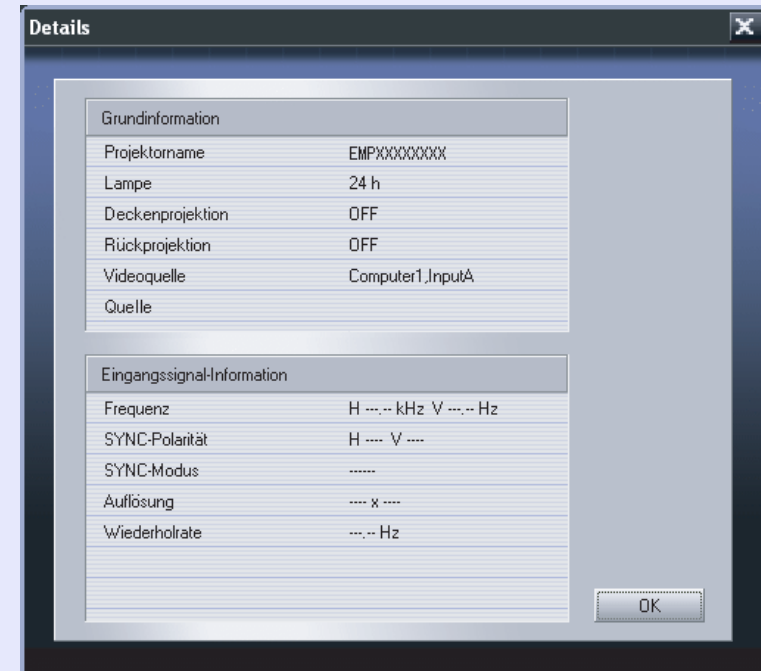 Details
Grundinformation
Projektorname EMPXXXXXXXX
Lampe 24 h
Deckenprojektion OFF
Rückprojektion OFF
Videoquelle Computer1,InputA
Quelle
Eingangssignal-Information
Frequenz H ---.-- kHz V ---.-- Hz
SYNC-Polarität H ---- V ----
SYNC-Modus ------
Auflösung ---- x ----
Wiederholrate ---.-- Hz
OK